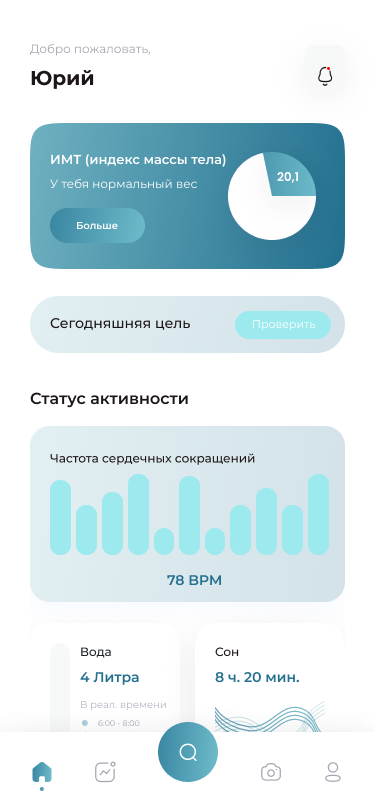 Добро пожаловать,
Юрий
ИМТ (индекс массы тела)
У тебя нормальный вес
20,1
Больше
Сегодняшняя цель
Проверить
Статус активности
Частота сердечных сокращений
78 BPM
Вода
4 Литра
В реал. времени
6:00 - 8:00
Сон
8 ч. 20 мин.